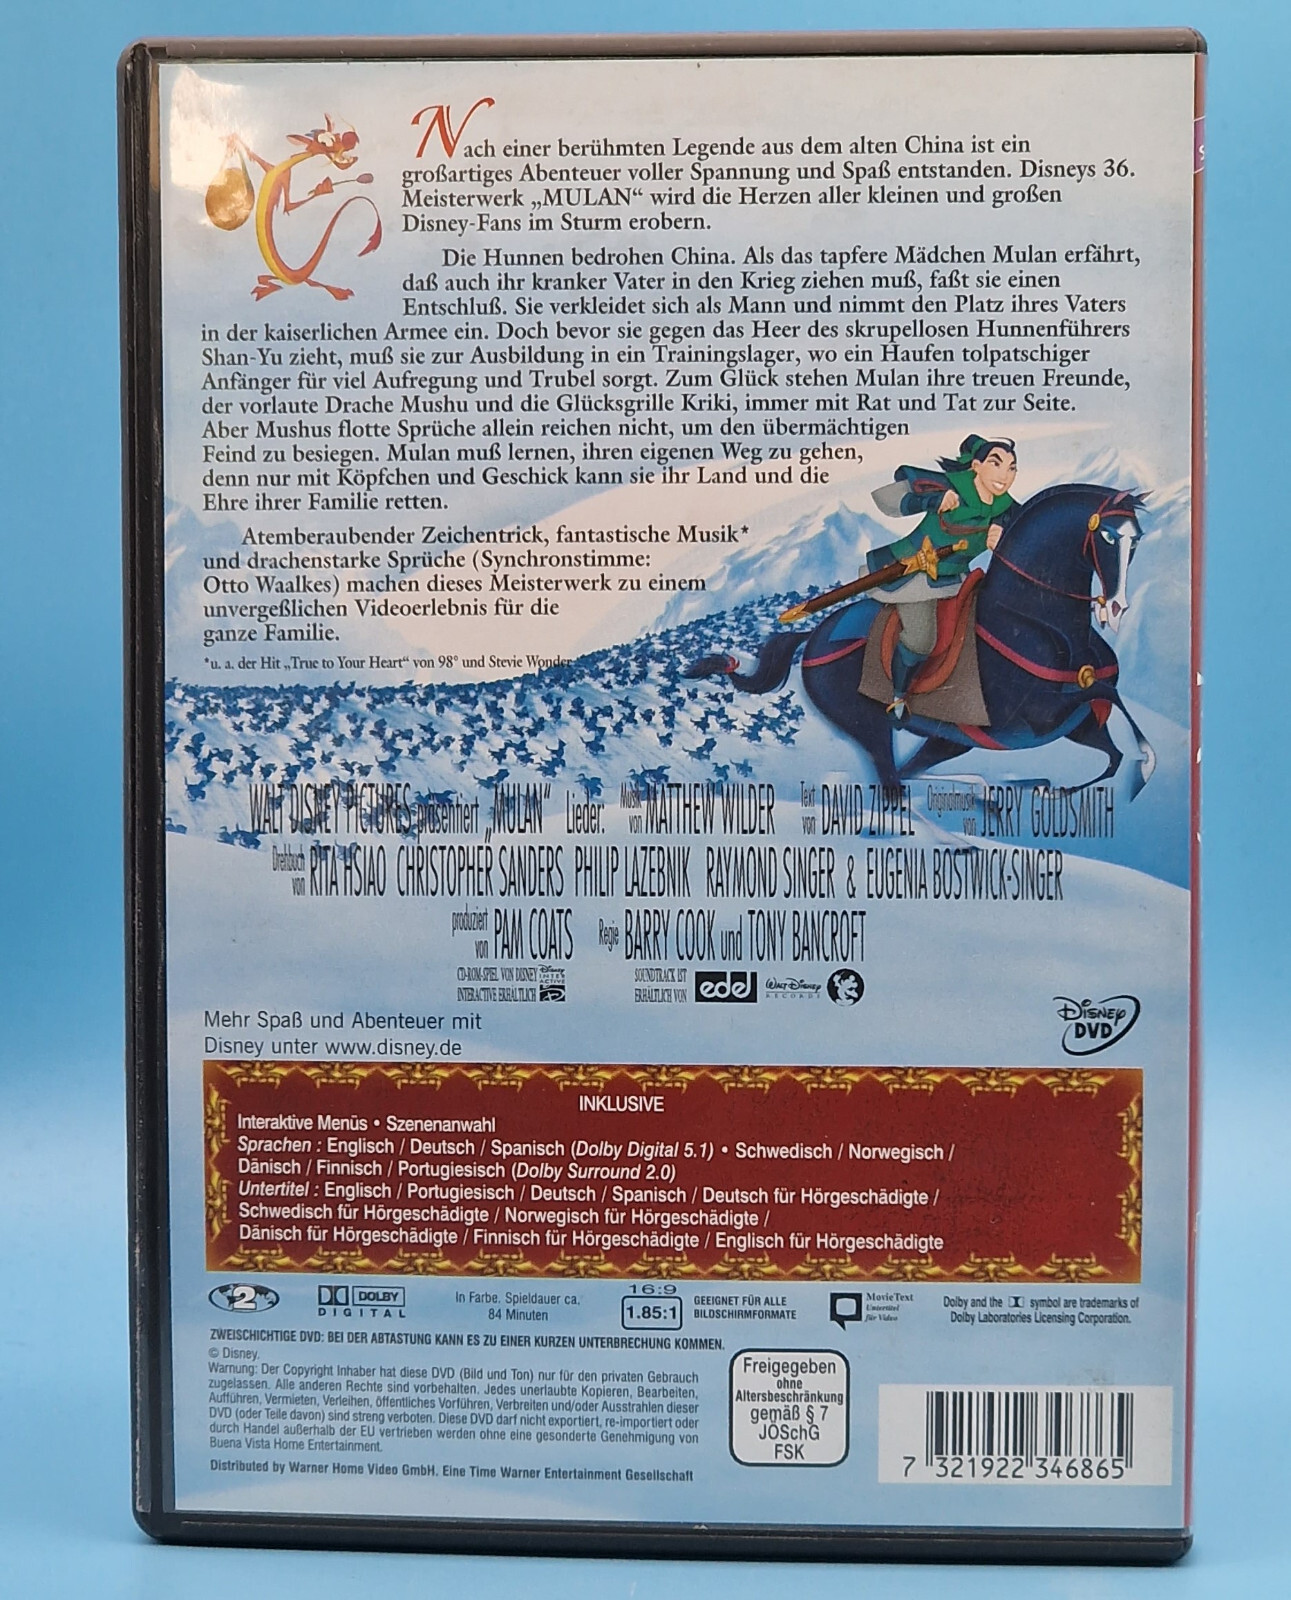 Nach einer berühmten Legende aus dem alten China ist ein
großartiges Abenteuer voller Spannung und Spaß entstanden. Disneys 36.
Meisterwerk „MULAN“ wird die Herzen aller kleinen und großen
Disney-Fans im Sturm erobern.
Die Hunnen bedrohen China. Als das tapfere Mädchen Mulan erfährt,
daß auch ihr kranker Vater in den Krieg ziehen muß, faßt sie einen
Entschluß. Sie verkleidet sich als Mann und nimmt den Platz ihres Vaters
in der kaiserlichen Armee ein. Doch bevor sie gegen das Heer des skrupellosen Hunnenführers
Shan-Yu zieht, muß sie zur Ausbildung in ein Trainingslager, wo ein Haufen tolpatschiger
Anfänger für viel Aufregung und Trubel sorgt. Zum Glück stehen Mulan ihre treuen Freunde,
der vorlaute Drache Mushu und die Glücksgrille Kriki, immer mit Rat und Tat zur Seite.
Aber Mushus flotte Sprüche allein reichen nicht, um den übermächtigen
Feind zu besiegen. Mulan muß lernen, ihren eigenen Weg zu gehen,
denn nur mit Köpfchen und Geschick kann sie ihr Land und die
Ehre ihrer Familie retten.
Atemberaubender Zeichentrick, fantastische Musik*
und drachenstarke Sprüche (Synchronstimme:
Otto Waalkes) machen dieses Meisterwerk zu einem
unvergeßlichen Videoerlebnis für die
ganze Familie.
*u. a. der Hit „True to Your Heart“ von 98° und Stevie Wonder
WALT DISNEY PICTURES präsentiert „MULAN“ Lieder: Musik von MATTHEW WILDER Text von DAVID ZIPPEL Originalmusik von JERRY GOLDSMITH
Drehbuch von RITA HSIAO CHRISTOPHER SANDERS PHILIP LAZEBNIK RAYMOND SINGER & EUGENIA BOSTWICK-SINGER
produziert von PAM COATS Regie BARRY COOK und TONY BANCROFT
CD-ROM-SPIEL VON DISNEY
INTERACTIVE ERHÄLTLICH
DISNEY INTERACTIVE
SOUNDTRACK IST
ERHÄLTLICH VON
edel
WALT DISNEY RECORDS
Mehr Spaß und Abenteuer mit
Disney unter www.disney.de
DISNEY DVD
INKLUSIVE
Interaktive Menüs • Szenenanwahl
Sprachen : Englisch / Deutsch / Spanisch (Dolby Digital 5.1) • Schwedisch / Norwegisch /
Dänisch / Finnisch / Portugiesisch (Dolby Surround 2.0)
Untertitel : Englisch / Portugiesisch / Deutsch / Spanisch / Deutsch für Hörgeschädigte /
Schwedisch für Hörgeschädigte / Norwegisch für Hörgeschädigte /
Dänisch für Hörgeschädigte / Finnisch für Hörgeschädigte / Englisch für Hörgeschädigte
2
DOLBY
DIGITAL
In Farbe. Spieldauer ca.
84 Minuten
16:9
1.85:1
GEEIGNET FÜR ALLE
BILDSCHIRMFORMATE
MovieText
Untertitel
für Video
Dolby and the symbol are trademarks of
Dolby Laboratories Licensing Corporation.
ZWEISCHICHTIGE DVD: BEI DER ABTASTUNG KANN ES ZU EINER KURZEN UNTERBRECHUNG KOMMEN.
© Disney.
Warnung: Der Copyright Inhaber hat diese DVD (Bild und Ton) nur für den privaten Gebrauch
zugelassen. Alle anderen Rechte sind vorbehalten. Jedes unerlaubte Kopieren, Bearbeiten,
Aufführen, Vermieten, Verleihen, öffentliches Vorführen, Verbreiten und/oder Ausstrahlen dieser
DVD (oder Teile davon) sind streng verboten. Diese DVD darf nicht exportiert, re-importiert oder
durch Handel außerhalb der EU vertrieben werden ohne eine gesonderte Genehmigung von
Buena Vista Home Entertainment.
Distributed by Warner Home Video GmbH. Eine Time Warner Entertainment Gesellschaft
Freigegeben
ohne
Altersbeschränkung
gemäß § 7
JÖSchG
FSK
7 321922 346865